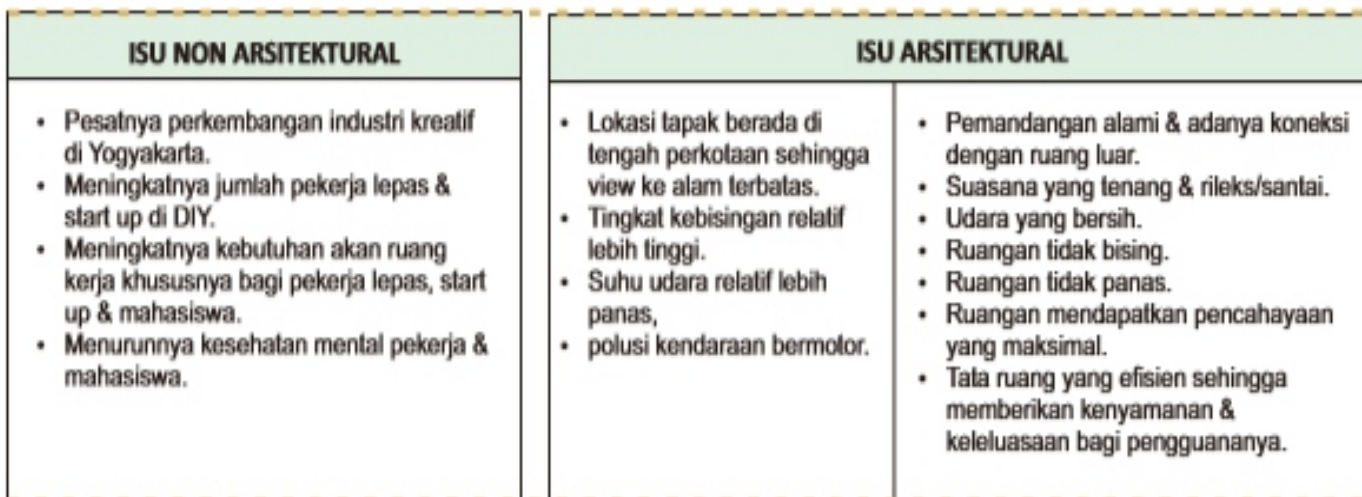 ISU NON ARSITEKTURAL
• Pesatnya perkembangan industri kreatif
di Yogyakarta.
• Meningkatnya jumlah pekerja lepas &
start up di DIY.
• Meningkatnya kebutuhan akan ruang
kerja khususnya bagi pekerja lepas, start
up & mahasiswa.
• Menurunnya kesehatan mental pekerja &
mahasiswa.
ISU ARSITEKTURAL
• Lokasi tapak berada di
tengah perkotaan sehingga
view ke alam terbatas.
• Tingkat kebisingan relatif
lebih tinggi.
• Suhu udara relatif lebih
panas,
• polusi kendaraan bermotor.
• Pemandangan alami & adanya koneksi
dengan ruang luar.
• Suasana yang tenang & rileks/santai.
• Udara yang bersih.
• Ruangan tidak bising.
• Ruangan tidak panas.
• Ruangan mendapatkan pencahayaan
yang maksimal.
• Tata ruang yang efisien sehingga
memberikan kenyamanan &
keleluasaan bagi pengguananya.